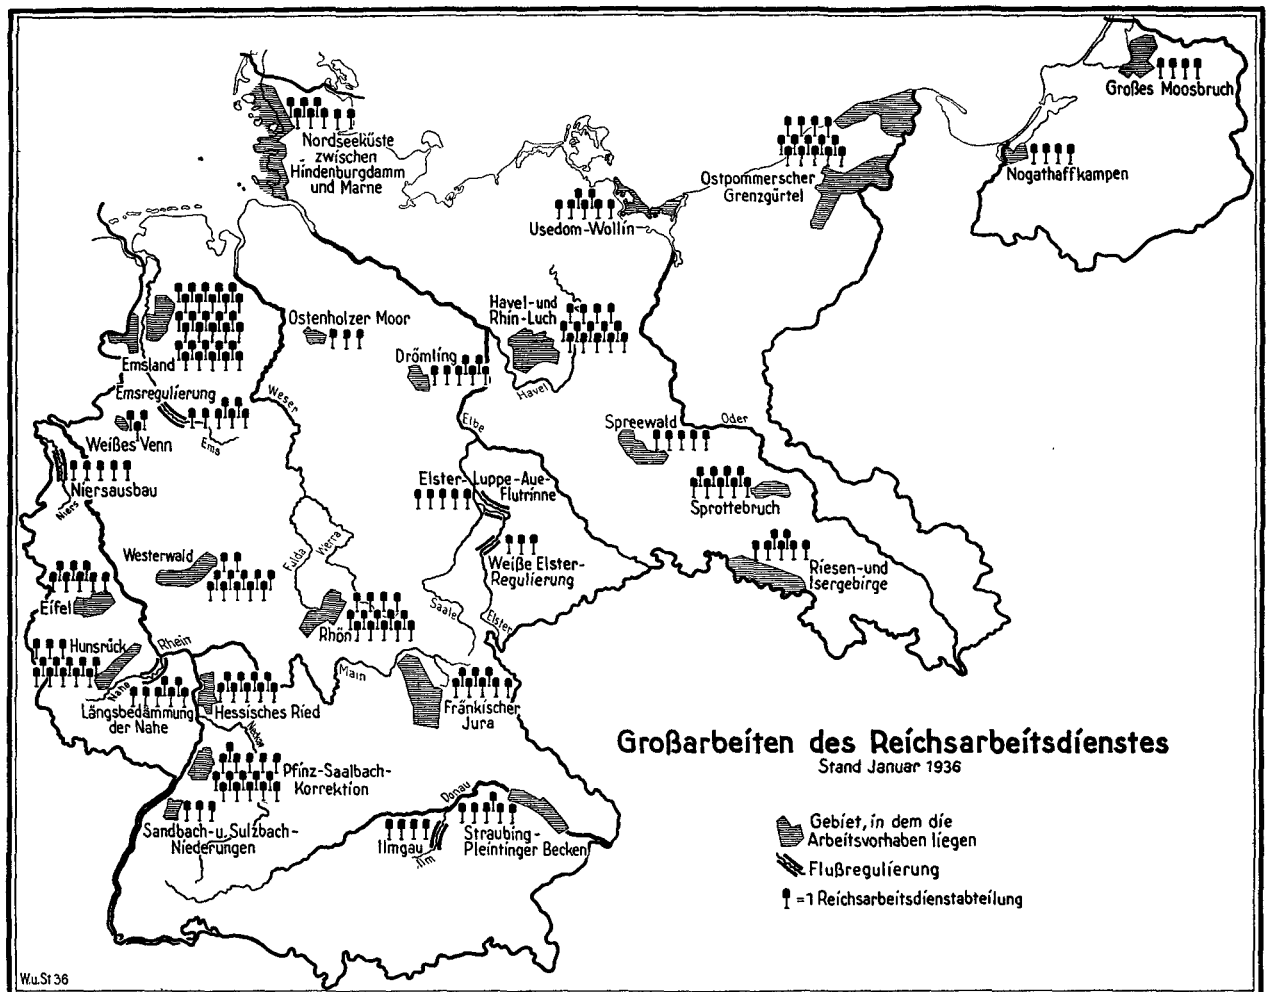 Großes Moosbruch
Nordseeküste
zwischen
Hindenburgdamm
und Marne
Nogathaffkampen
Ostpommerscher
Grenzgürtel
Usedom-Wollin
Ostenholzer Moor
Havel-und
Rhin-Luch
Emsland
Drömling
Emsregulierung
Havel
Weser
Weißes Venn
Ems
Elbe
Spreewald
Oder
Niersausbau
Niers
Elster-Luppe-Aue-
Flutrinne
Sprottebruch
Westerwald
Fulda
Werra
Weiße Elster-
Regulierung
Riesen-und
Isergebirge
Eifel
Saale
Elster
Rhön
Hunsrück
Rhein
Main
Nahe
Längsbedämmung
der Nahe
Hessisches Ried
Fränkischer
Jura
Neckar
Großarbeiten des Reichsarbeitsdienstes
Stand Januar 1936
Pfinz-Saalbach-
Korrektion
Donau
Sandbach-u.Sulzbach-
Niederungen
Ilmgau
Ilm
Straubing-
Pleintinger Becken
Gebiet, in dem die
Arbeitsvorhaben liegen
Flußregulierung
=1 Reichsarbeitsdienstabteilung
W.u.St 36